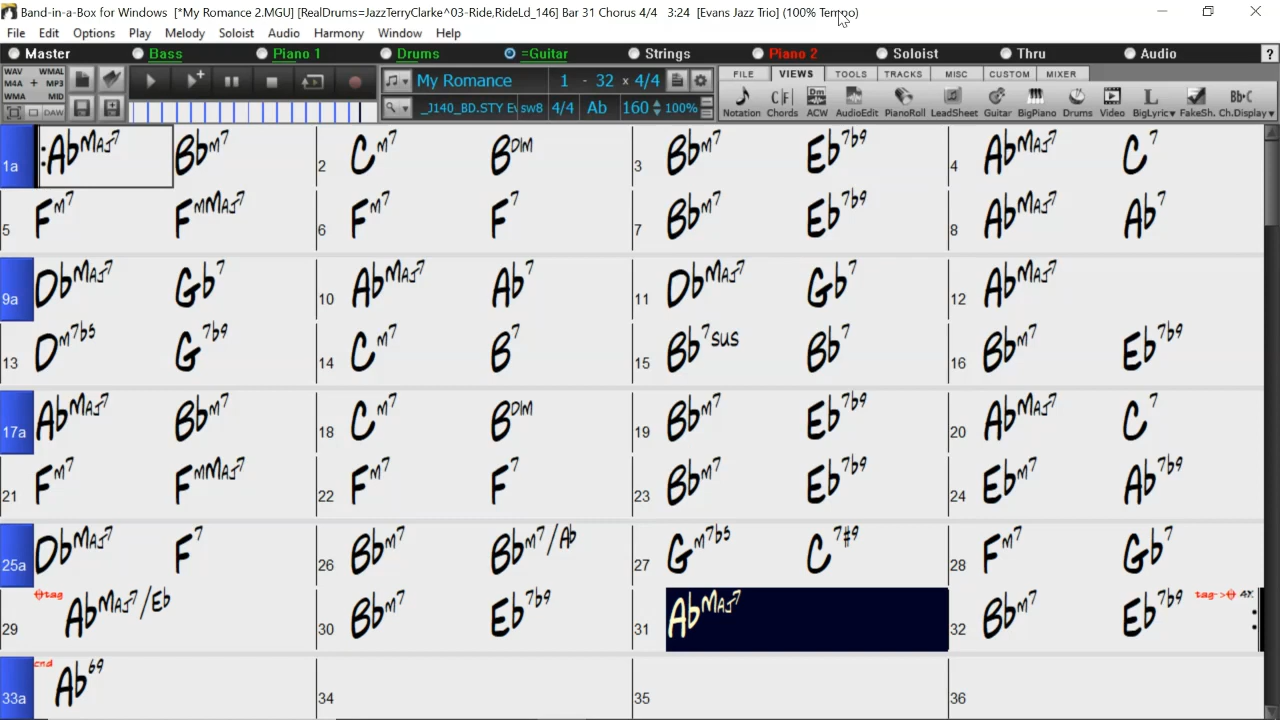 Band-in-a-Box for Windows [*My Romance 2.MGU] [RealDrums=JazzTerryClarke^03-Ride,RideLd_146] Bar 31 Chorus 4/4 3:24 [Evans Jazz Trio] (100% Tempo)
File Edit Options Play Melody Soloist Audio Harmony Window Help
Master Bass Piano 1 Drums =Guitar Strings Piano 2 Soloist Thru Audio ?
WAV WMAL
M4A + MP3
WMA MID
DAW
My Romance 1 - 32 x 4/4
_J140_BD.STY sw8 4/4 Ab 160 100%
FILE VIEWS TOOLS TRACKS MISC CUSTOM MIXER
Notation Chords ACW AudioEdit PianoRoll LeadSheet Guitar BigPiano Drums Video BigLyric FakeSh. Ch.Display
1a :AbMAJ7 Bbm7 2 Cm7 BDIM 3 Bbm7 Eb7b9 4 AbMAJ7 C7
5 Fm7 FmMAJ7 6 Fm7 F7 7 Bbm7 Eb7b9 8 AbMAJ7 Ab7
9a DbMAJ7 Gb7 10 AbMAJ7 Ab7 11 DbMAJ7 Gb7 12 AbMAJ7
13 Dm7b5 G7b9 14 Cm7 B7 15 Bb7sus Bb7 16 Bbm7 Eb7b9
17a AbMAJ7 Bbm7 18 Cm7 BDIM 19 Bbm7 Eb7b9 20 AbMAJ7 C7
21 Fm7 FmMAJ7 22 Fm7 F7 23 Bbm7 Eb7b9 24 Ebm7 Ab7b9
25a DbMAJ7 F7 26 Bbm7 Bbm7/Ab 27 Gm7b5 C7#9 28 Fm7 Gb7
29 tag AbMAJ7/Eb 30 Bbm7 Eb7b9 31 AbMAJ7 32 Bbm7 Eb7b9 tag-> 4X :
33a end Ab69 34 35 36